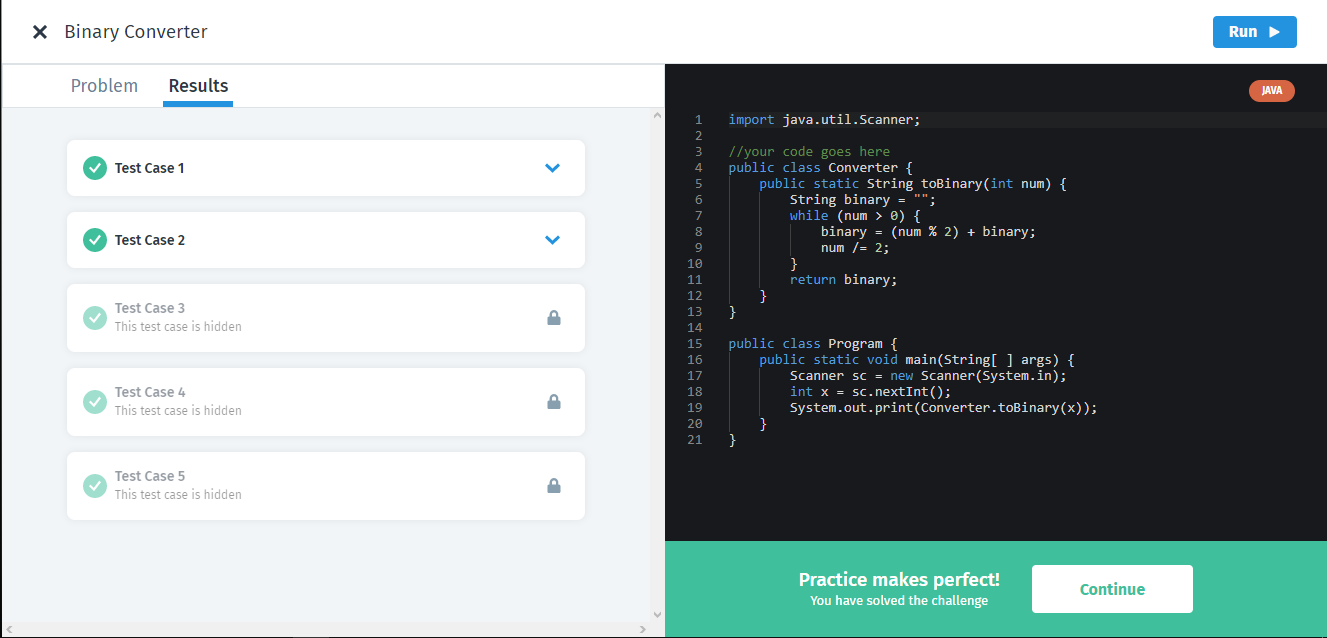 Binary Converter
Run
Problem
Results
Test Case 1
Test Case 2
Test Case 3
This test case is hidden
Test Case 4
This test case is hidden
Test Case 5
This test case is hidden
JAVA
1 import java.util.Scanner;
2
3 //your code goes here
4 public class Converter {
5     public static String toBinary(int num) {
6         String binary = "";
7         while (num > 0) {
8             binary = (num % 2) + binary;
9             num /= 2;
10         }
11         return binary;
12     }
13 }
14
15 public class Program {
16     public static void main(String[ ] args) {
17         Scanner sc = new Scanner(System.in);
18         int x = sc.nextInt();
19         System.out.print(Converter.toBinary(x));
20     }
21 }
Practice makes perfect!
You have solved the challenge
Continue